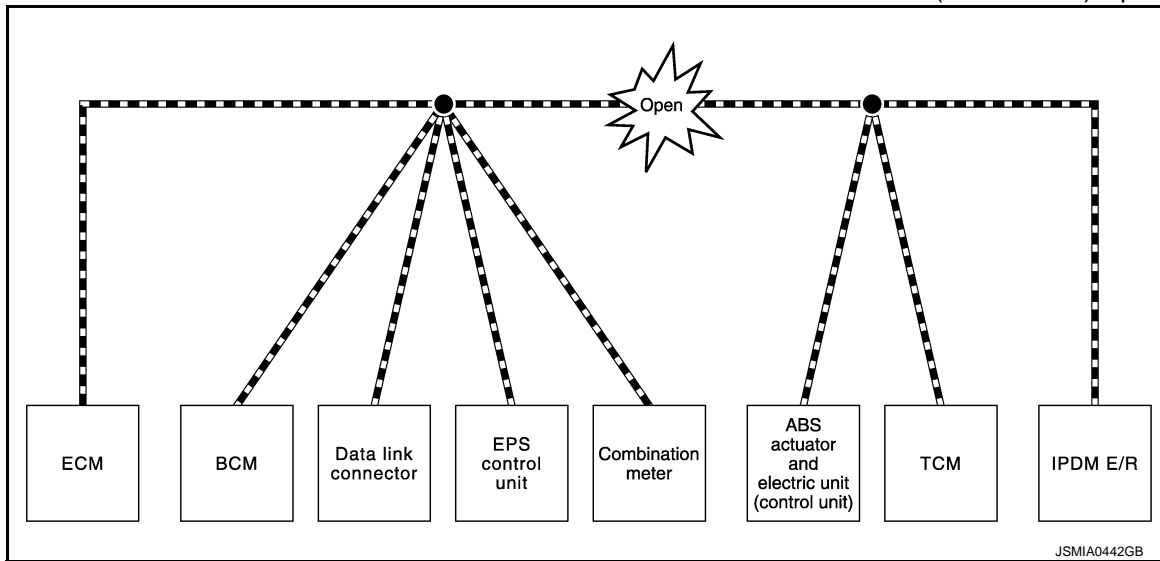 Open
ECM
BCM
Data link
connector
EPS
control
unit
Combination
meter
ABS
actuator
and
electric unit
(control unit)
TCM
IPDM E/R
JSMIA0442GB